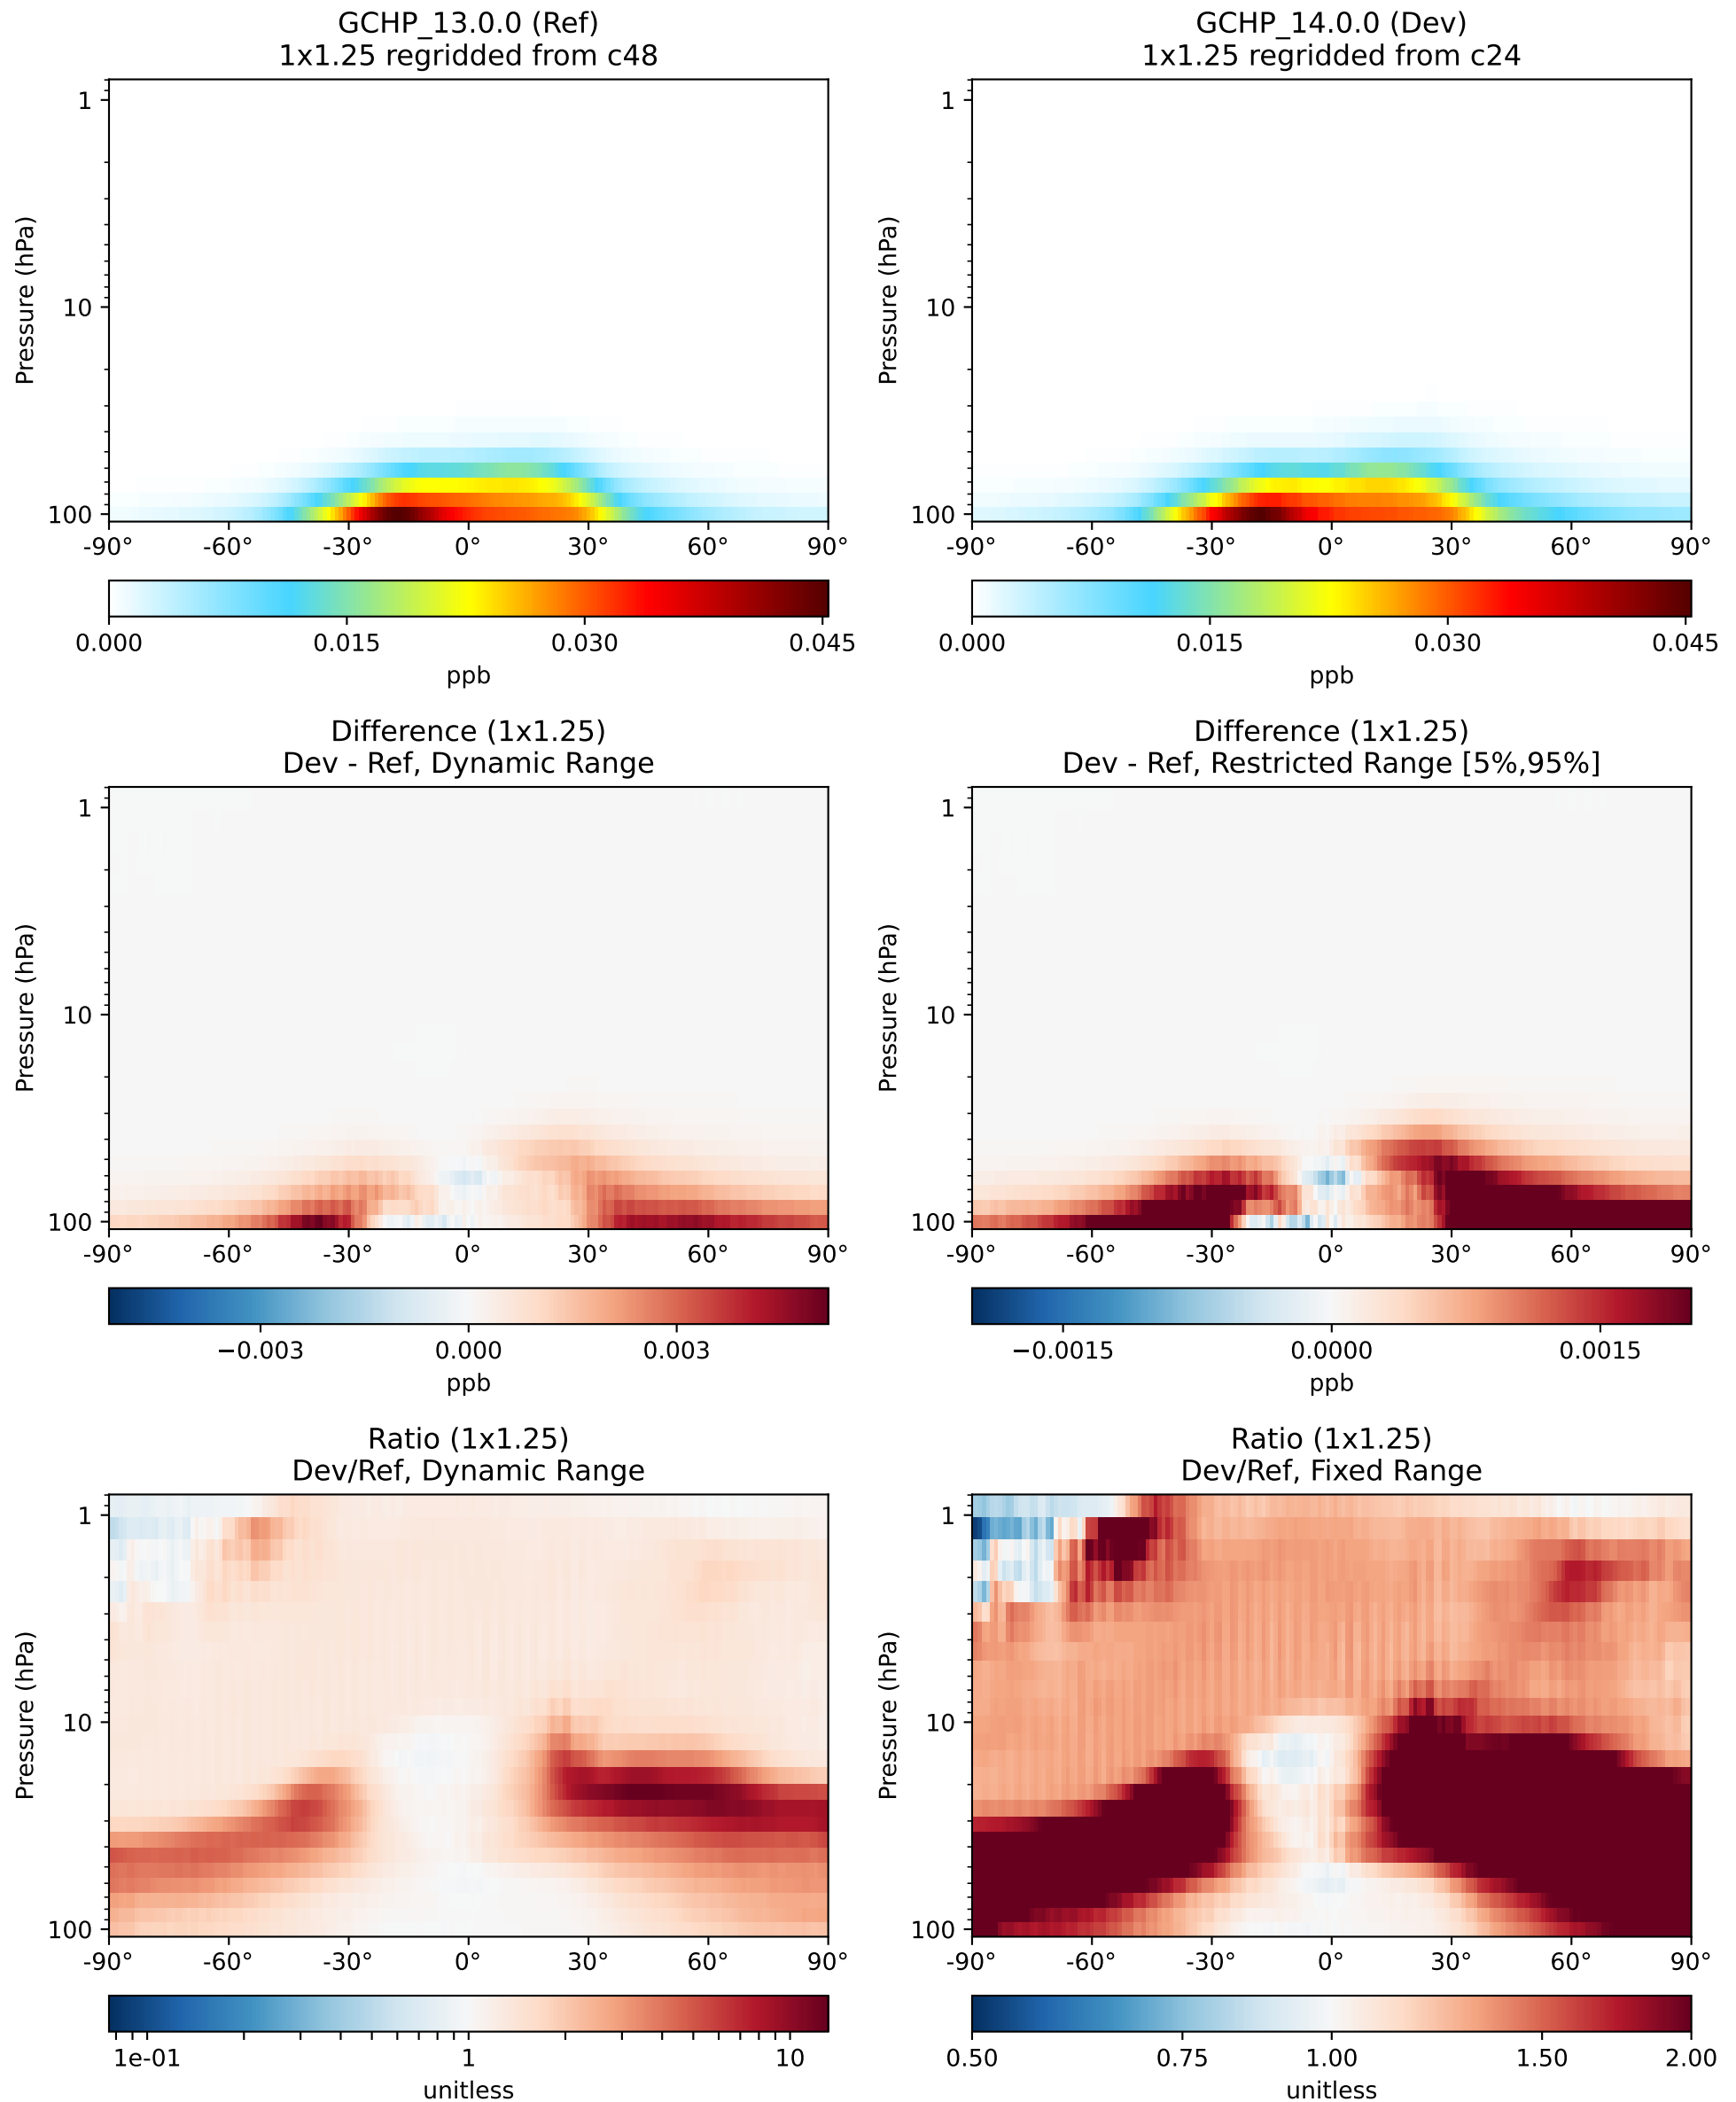 GCHP_13.0.0 (Ref)
1x1.25 regridded from c48
Pressure (hPa)
1
10
100
-90° -60° -30° 0° 30° 60° 90°
0.000 0.015 0.030 0.045
ppb
GCHP_14.0.0 (Dev)
1x1.25 regridded from c24
Pressure (hPa)
1
10
100
-90° -60° -30° 0° 30° 60° 90°
0.000 0.015 0.030 0.045
ppb
Difference (1x1.25)
Dev - Ref, Dynamic Range
Pressure (hPa)
1
10
100
-90° -60° -30° 0° 30° 60° 90°
−0.003 0.000 0.003
ppb
Difference (1x1.25)
Dev - Ref, Restricted Range [5%,95%]
Pressure (hPa)
1
10
100
-90° -60° -30° 0° 30° 60° 90°
−0.0015 0.0000 0.0015
ppb
Ratio (1x1.25)
Dev/Ref, Dynamic Range
Pressure (hPa)
1
10
100
-90° -60° -30° 0° 30° 60° 90°
1e-01 1 10
unitless
Ratio (1x1.25)
Dev/Ref, Fixed Range
Pressure (hPa)
1
10
100
-90° -60° -30° 0° 30° 60° 90°
0.50 0.75 1.00 1.50 2.00
unitless